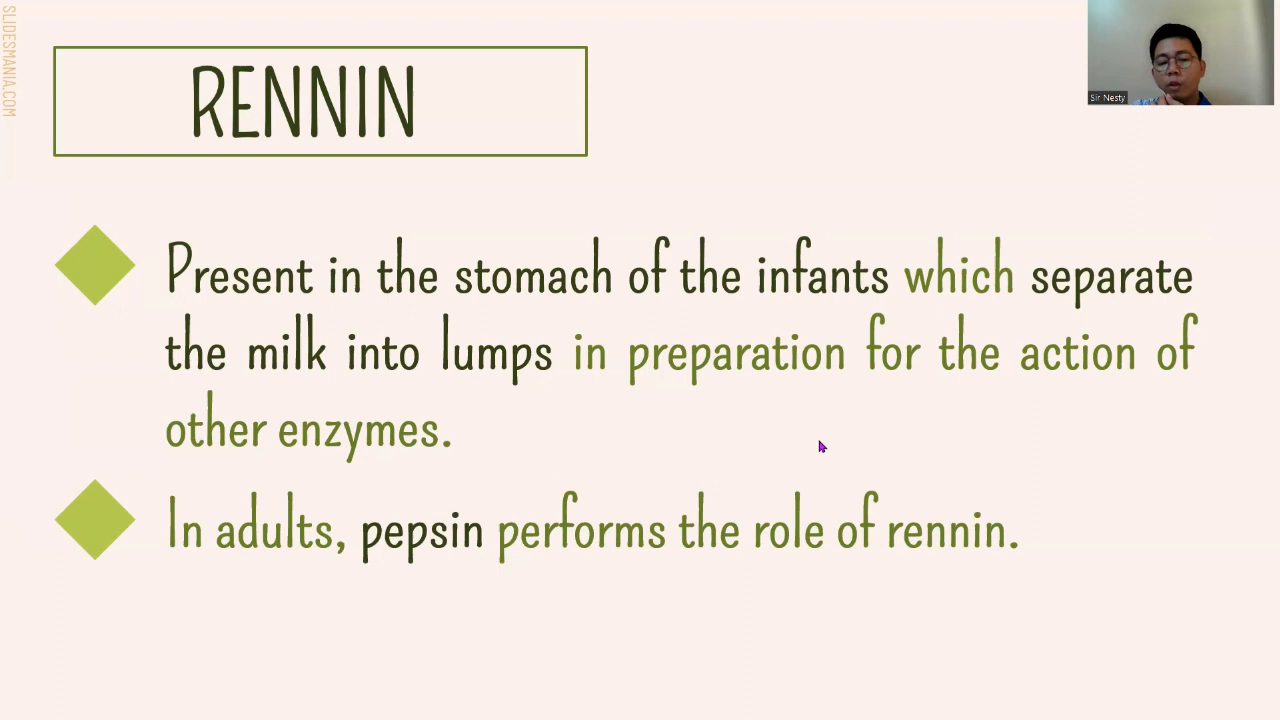 SLIDESMANIA.COM
RENNIN
Sir Nesty
Present in the stomach of the infants which separate
the milk into lumps in preparation for the action of
other enzymes.
In adults, pepsin performs the role of rennin.